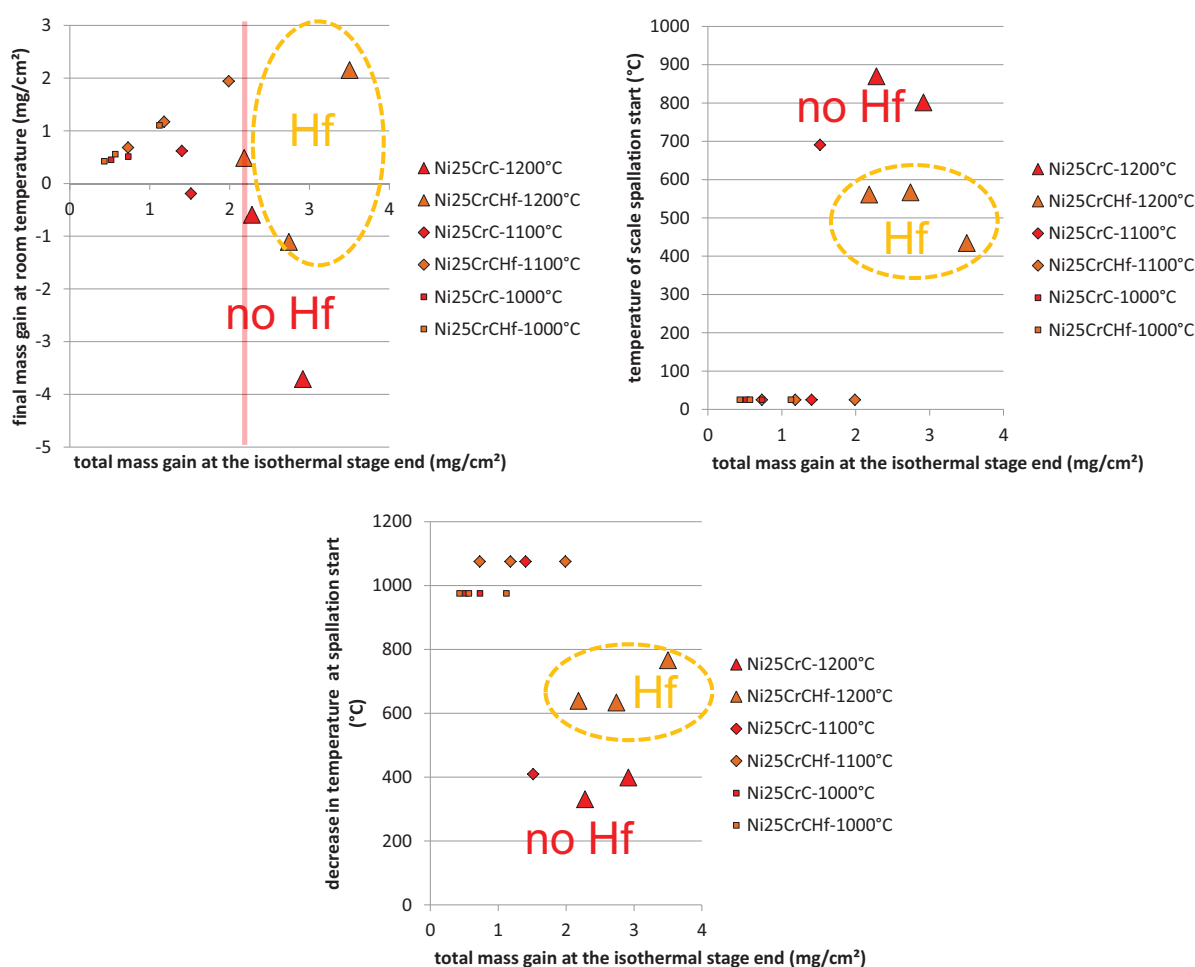 final mass gain at room temperature (mg/cm²)
3
2
1
0
-1
-2
-3
-4
-5
0
1
2
3
4
Hf
no Hf
total mass gain at the isothermal stage end (mg/cm²)
Ni25CrC-1200°C
Ni25CrCHf-1200°C
Ni25CrC-1100°C
Ni25CrCHf-1100°C
Ni25CrC-1000°C
Ni25CrCHf-1000°C
temperature of scale spallation start (°C)
1000
900
800
700
600
500
400
300
200
100
0
no Hf
Hf
0
1
2
3
4
total mass gain at the isothermal stage end (mg/cm²)
Ni25CrC-1200°C
Ni25CrCHf-1200°C
Ni25CrC-1100°C
Ni25CrCHf-1100°C
Ni25CrC-1000°C
Ni25CrCHf-1000°C
decrease in temperature at spallation start
(°C)
1200
1000
800
600
400
200
0
Hf
no Hf
0
1
2
3
4
total mass gain at the isothermal stage end (mg/cm²)
Ni25CrC-1200°C
Ni25CrCHf-1200°C
Ni25CrC-1100°C
Ni25CrCHf-1100°C
Ni25CrC-1000°C
Ni25CrCHf-1000°C